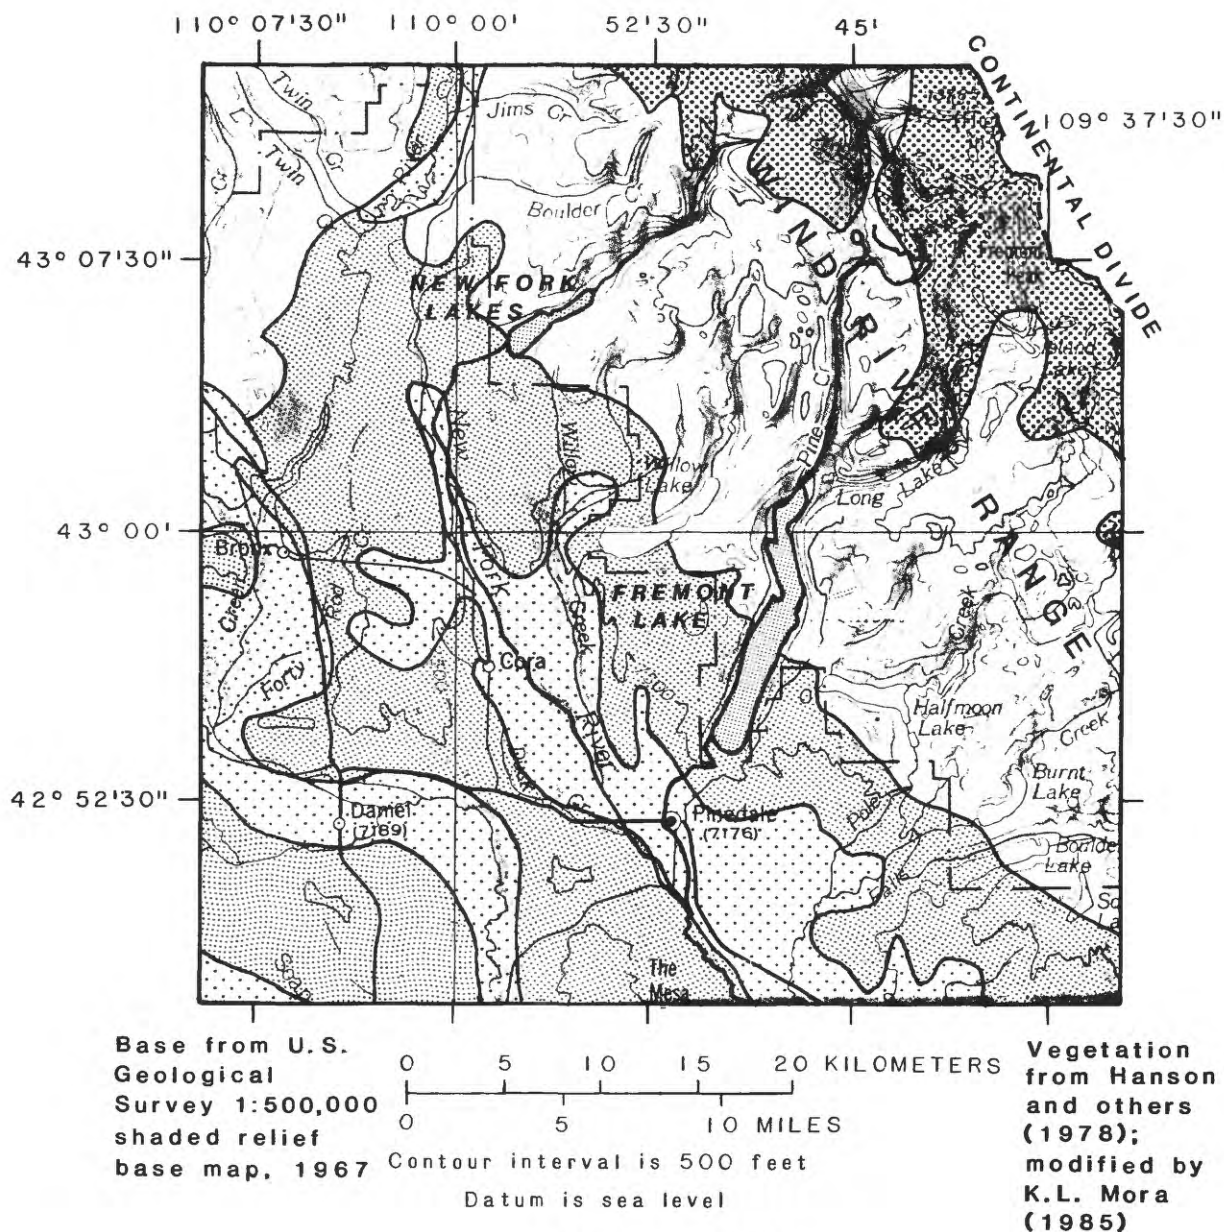 110° 07'30" 110° 00' 52'30" 45'
CONTINENTAL DIVIDE
109° 37'30"
Twin
Cr
Jims Cr
Twin
Cr
Cr
WIND RIVER RANGE
Boulder
43° 07'30"
NEW FORK
LAKES
Pine Cr
New
Willow
Willow
Lake
Long
Lake
43° 00'
Bronx
Fork
FREMONT
LAKE
Green
Creek
Creek
Cora
Forty
Halfmoon
Lake
Creek
River
Duck
Cr
Burnt
Lake
42° 52'30"
Daniel
(7189)
Pinedale
(7176)
Pole
Boulder
Lake
The
Mesa
Base from U.S.
Geological
Survey 1:500,000
shaded relief
base map, 1967
0 5 10 15 20 KILOMETERS
0 5 10 MILES
Contour interval is 500 feet
Datum is sea level
Vegetation
from Hanson
and others
(1978);
modified by
K.L. Mora
(1985)